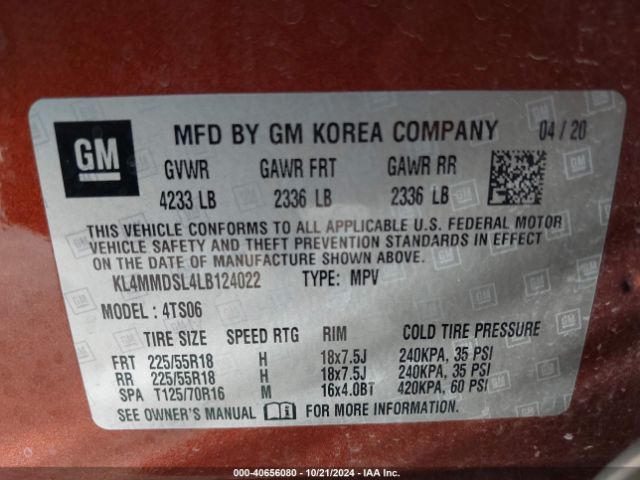 GM
MFD BY GM KOREA COMPANY 04 / 20
GVWR GAWR FRT GAWR RR
4233 LB 2336 LB 2336 LB
THIS VEHICLE CONFORMS TO ALL APPLICABLE U.S. FEDERAL MOTOR
VEHICLE SAFETY AND THEFT PREVENTION STANDARDS IN EFFECT
ON THE DATE OF MANUFACTURE SHOWN ABOVE.
KL4MMDSL4LB124022 TYPE: MPV
MODEL : 4TS06
TIRE SIZE SPEED RTG RIM COLD TIRE PRESSURE
FRT 225/55R18 H 18x7.5J 240KPA, 35 PSI
RR 225/55R18 H 18x7.5J 240KPA, 35 PSI
SPA T125/70R16 M 16x4.0BT 420KPA, 60 PSI
SEE OWNER'S MANUAL FOR MORE INFORMATION.
000-40656080 - 10/21/2024 - IAA Inc.